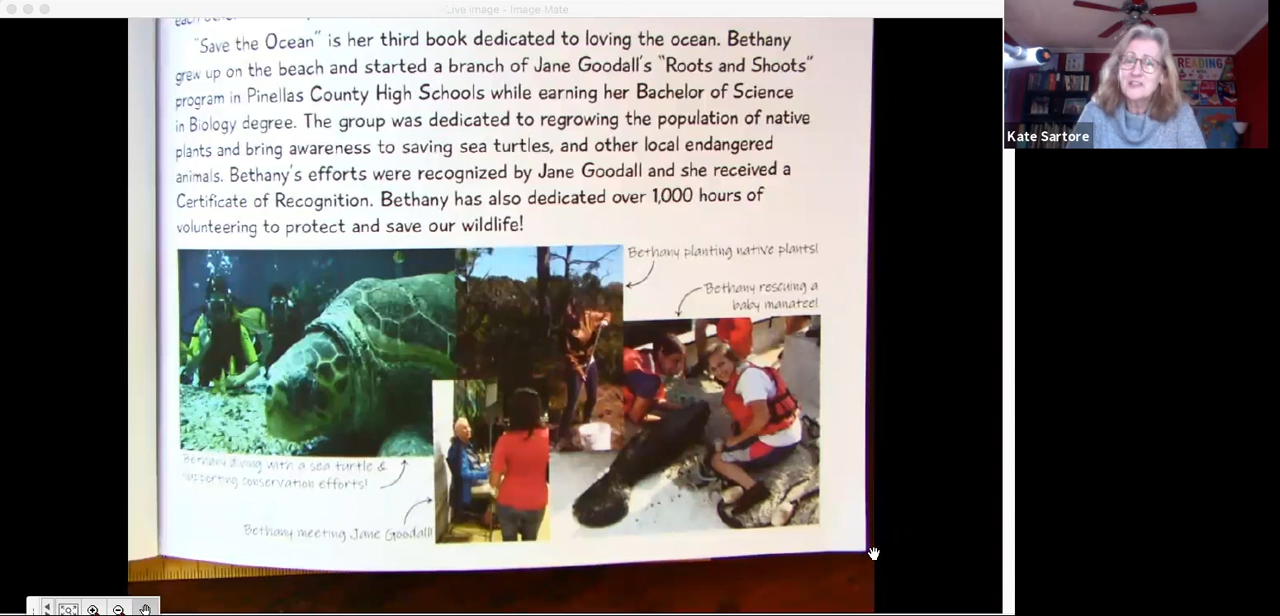 Live Image - Image Mate
each other
"Save the Ocean" is her third book dedicated to loving the ocean. Bethany
grew up on the beach and started a branch of Jane Goodall's "Roots and Shoots"
program in Pinellas County High Schools while earning her Bachelor of Science
in Biology degree. The group was dedicated to regrowing the population of native
plants and bring awareness to saving sea turtles, and other local endangered
animals. Bethany's efforts were recognized by Jane Goodall and she received a
Certificate of Recognition. Bethany has also dedicated over 1,000 hours of
volunteering to protect and save our wildlife!
Bethany planting native plants!
Bethany rescuing a
baby manatee!
Bethany diving with a sea turtle &
supporting conservation efforts!
Bethany meeting Jane Goodall!
READING
Kate Sartore